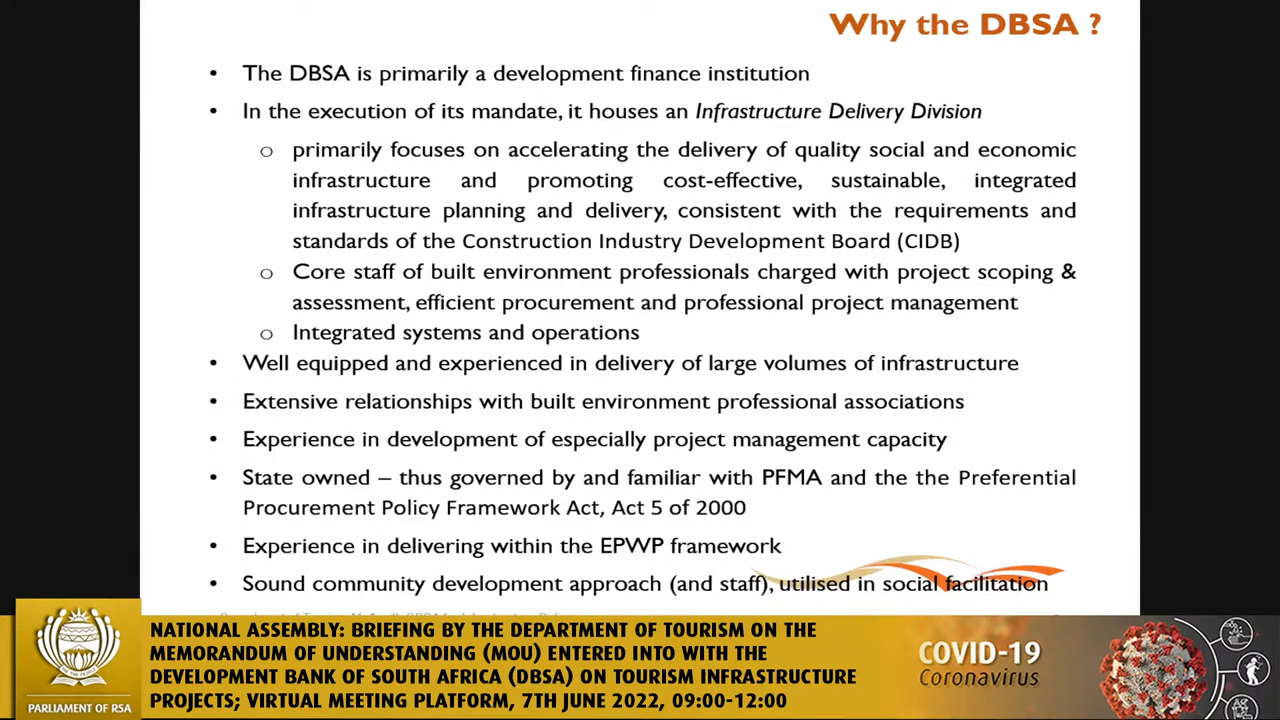 Why the DBSA ?
• The DBSA is primarily a development finance institution
• In the execution of its mandate, it houses an Infrastructure Delivery Division
o primarily focuses on accelerating the delivery of quality social and economic
infrastructure and promoting cost-effective, sustainable, integrated
infrastructure planning and delivery, consistent with the requirements and
standards of the Construction Industry Development Board (CIDB)
o Core staff of built environment professionals charged with project scoping &
assessment, efficient procurement and professional project management
o Integrated systems and operations
• Well equipped and experienced in delivery of large volumes of infrastructure
• Extensive relationships with built environment professional associations
• Experience in development of especially project management capacity
• State owned – thus governed by and familiar with PFMA and the the Preferential
Procurement Policy Framework Act, Act 5 of 2000
• Experience in delivering within the EPWP framework
• Sound community development approach (and staff), utilised in social facilitation
NATIONAL ASSEMBLY: BRIEFING BY THE DEPARTMENT OF TOURISM ON THE
MEMORANDUM OF UNDERSTANDING (MOU) ENTERED INTO WITH THE
DEVELOPMENT BANK OF SOUTH AFRICA (DBSA) ON TOURISM INFRASTRUCTURE
PROJECTS; VIRTUAL MEETING PLATFORM, 7TH JUNE 2022, 09:00-12:00
PARLIAMENT OF RSA
COVID-19
Coronavirus